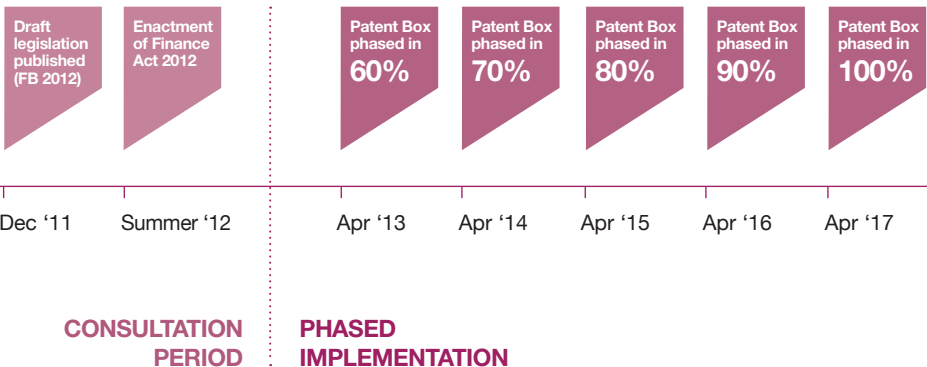 Draft
legislation
published
(FB 2012)
Enactment
of Finance
Act 2012
Patent Box
phased in
60%
Patent Box
phased in
70%
Patent Box
phased in
80%
Patent Box
phased in
90%
Patent Box
phased in
100%
Dec ‘11
Summer ‘12
Apr ‘13
Apr ‘14
Apr ‘15
Apr ‘16
Apr ‘17
CONSULTATION
PERIOD
PHASED
IMPLEMENTATION